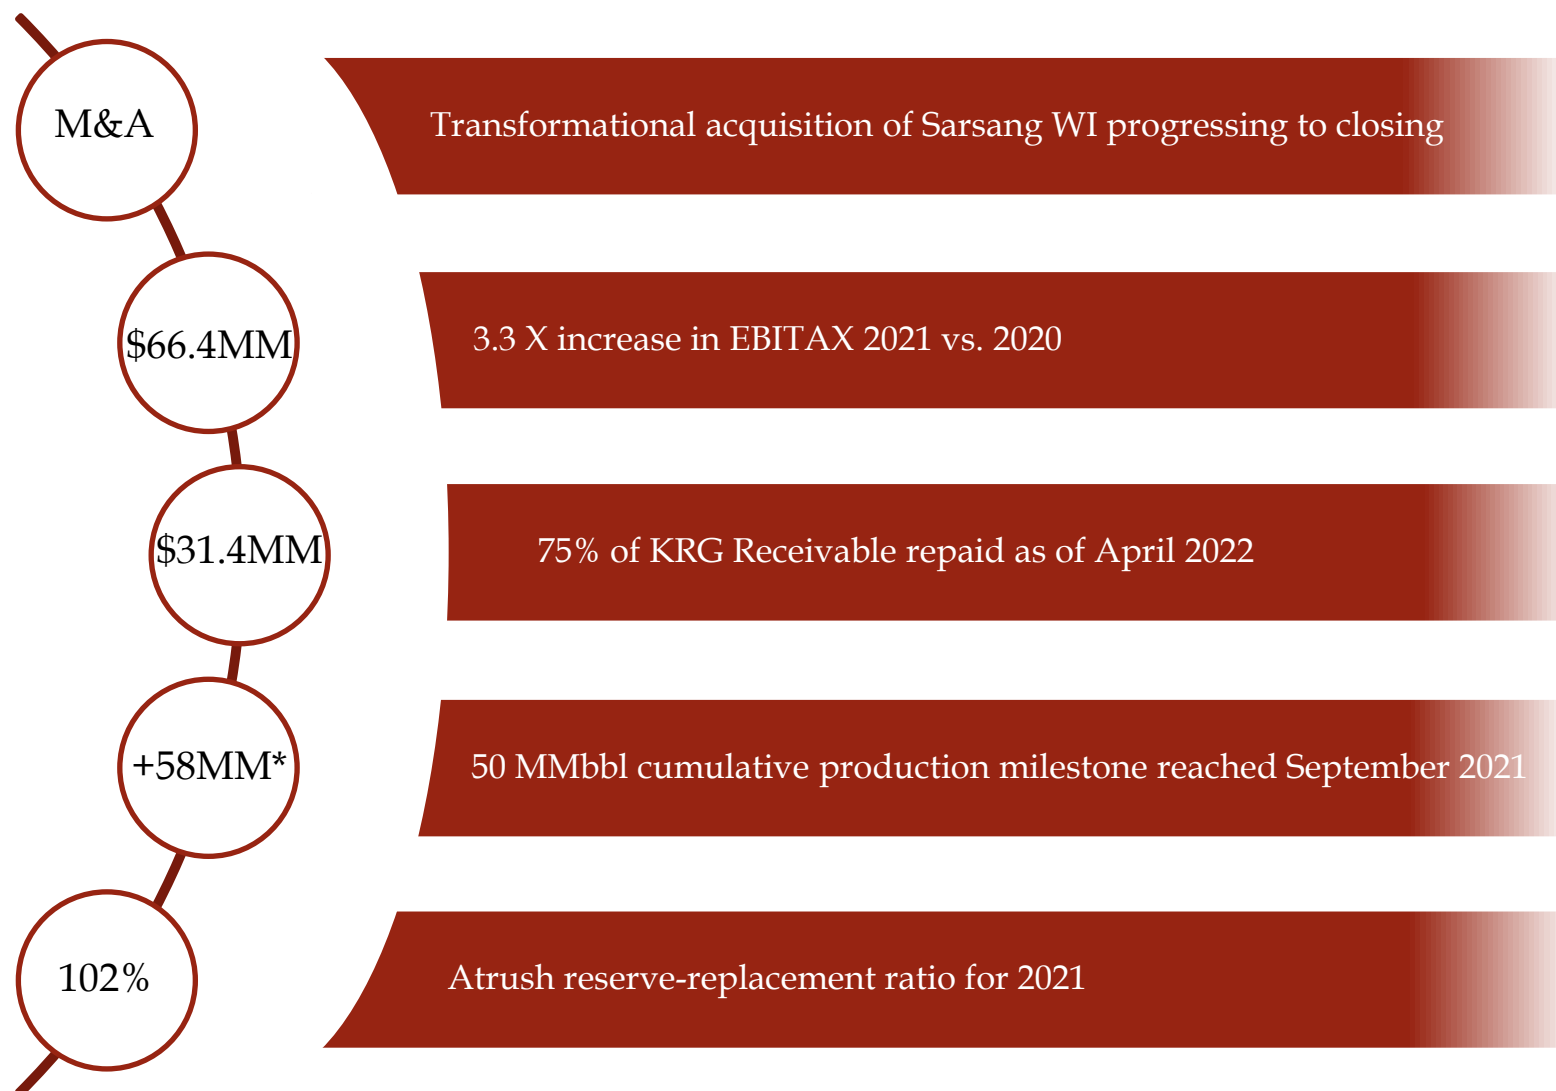 M&A
Transformational acquisition of Sarsang WI progressing to closing
$66.4MM
3.3 X increase in EBITAX 2021 vs. 2020
$31.4MM
75% of KRG Receivable repaid as of April 2022
+58MM*
50 MMbbl cumulative production milestone reached September 2021
102%
Atrush reserve-replacement ratio for 2021